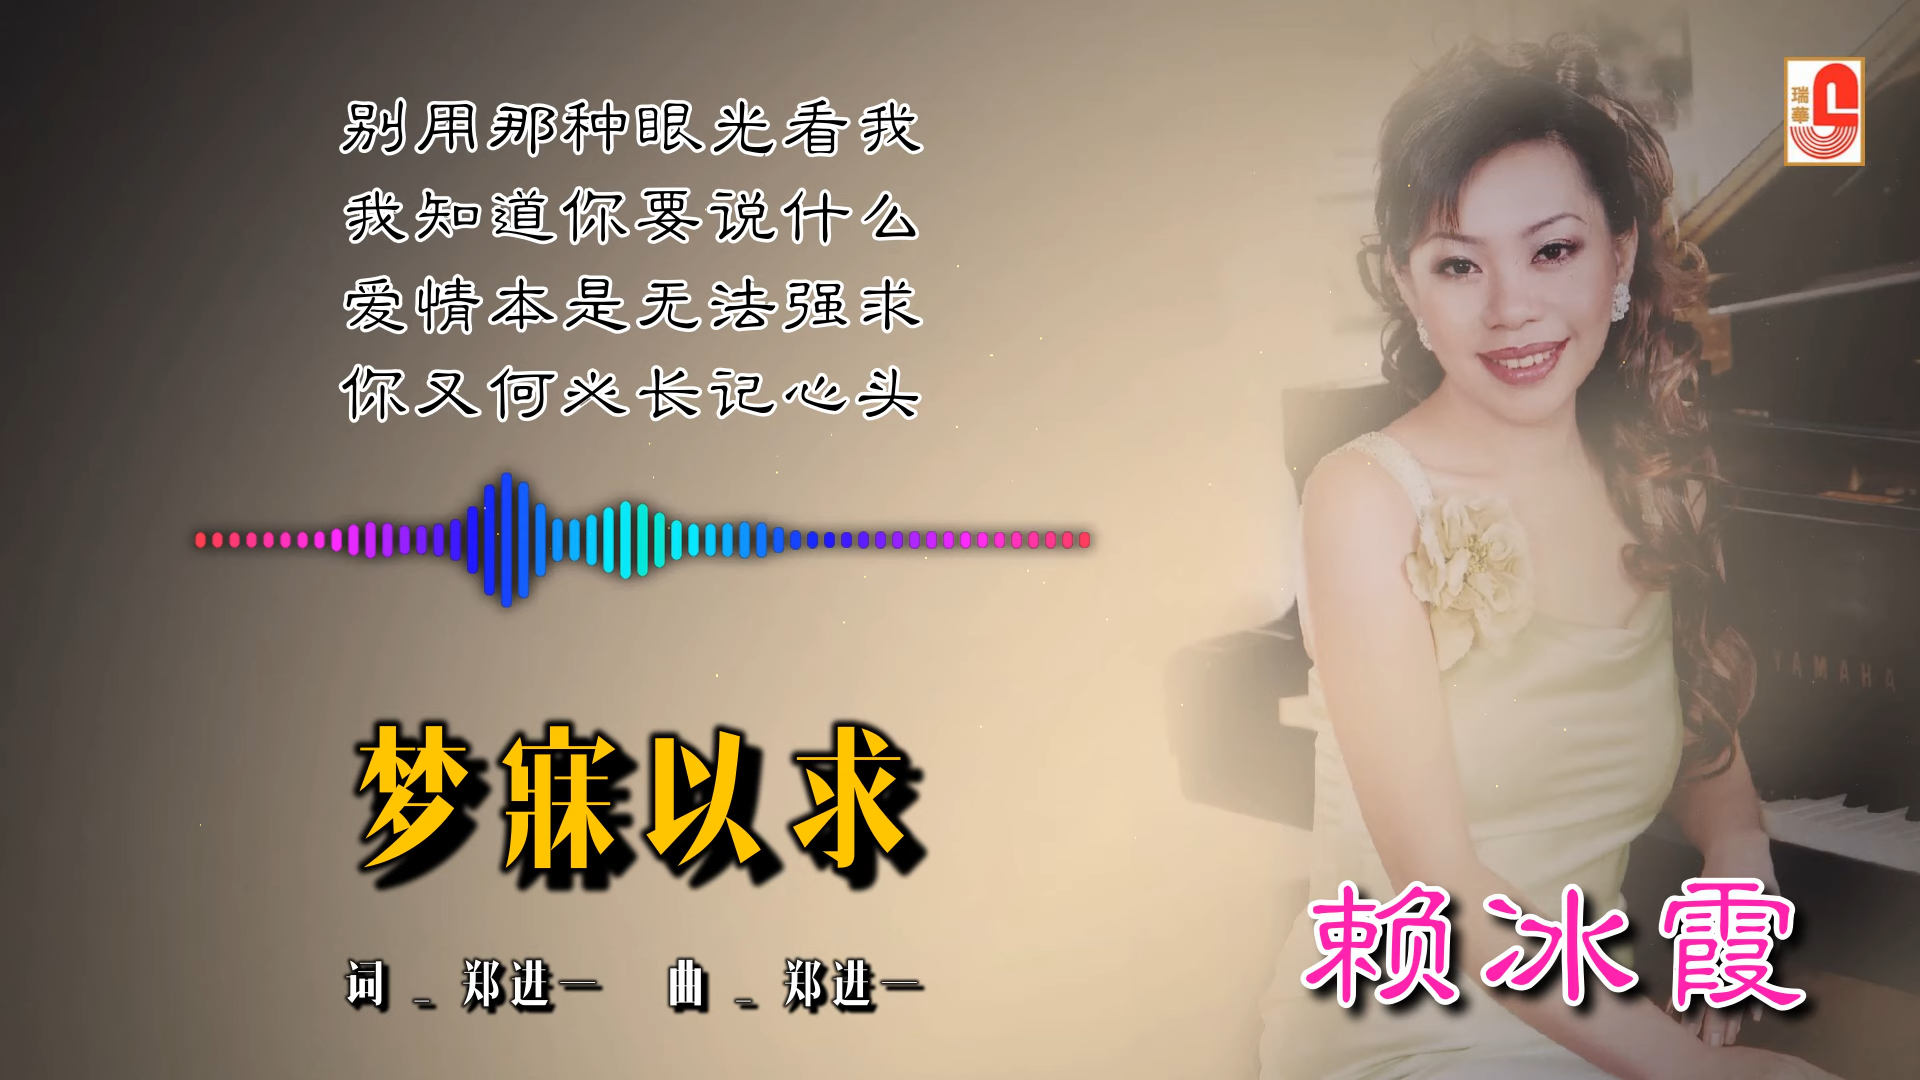 别用那种眼光看我
我知道你要说什么
爱情本是无法强求
你又何必长记心头
瑞華
YAMAHA
梦寐以求
词 _ 郑进一 曲 _ 郑进一
赖冰霞